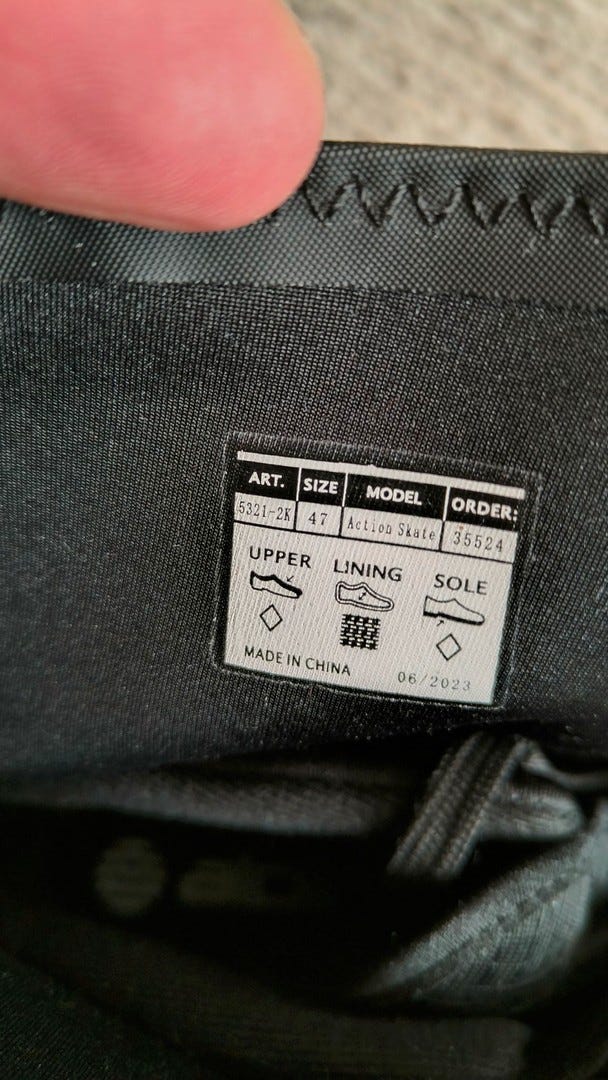 ART. SIZE MODEL ORDER:
5321-2K 47 Action Skate 35524
UPPER LINING SOLE
MADE IN CHINA 06/2023